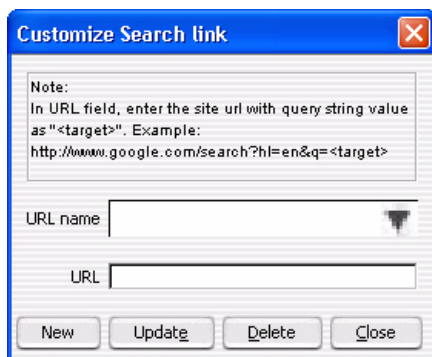 Customize Search link
Note:
In URL field, enter the site url with query string value
as "<target>". Example:
http://www.google.com/search?hl=en&q=<target>
URL name
URL
New Update Delete Close